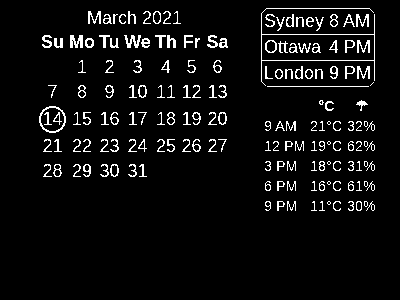 March 2021
Su Mo Tu We Th Fr Sa
1 2 3 4 5 6
7 8 9 10 11 12 13
14 15 16 17 18 19 20
21 22 23 24 25 26 27
28 29 30 31
Sydney 8 AM
Ottawa 4 PM
London 9 PM
°C ☂
9 AM 21°C 32%
12 PM 19°C 62%
3 PM 18°C 31%
6 PM 16°C 61%
9 PM 11°C 30%